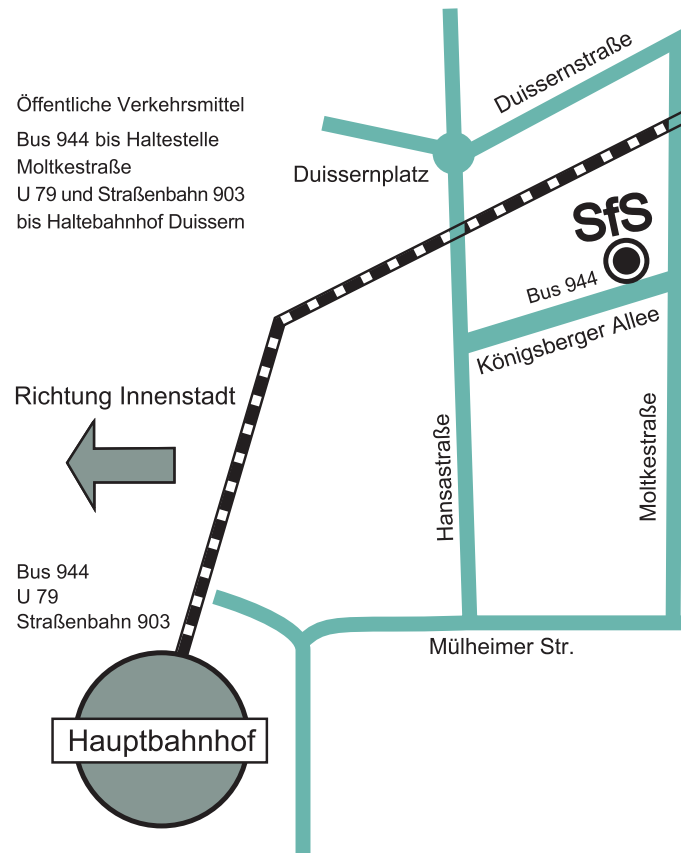 Öffentliche Verkehrsmittel
Bus 944 bis Haltestelle
Moltkestraße
U 79 und Straßenbahn 903
bis Haltebahnhof Duissern
Duissernstraße
Duissernplatz
SfS
Bus 944
Königsberger Allee
Richtung Innenstadt
Hansastraße
Moltkestraße
Bus 944
U 79
Straßenbahn 903
Mülheimer Str.
Hauptbahnhof